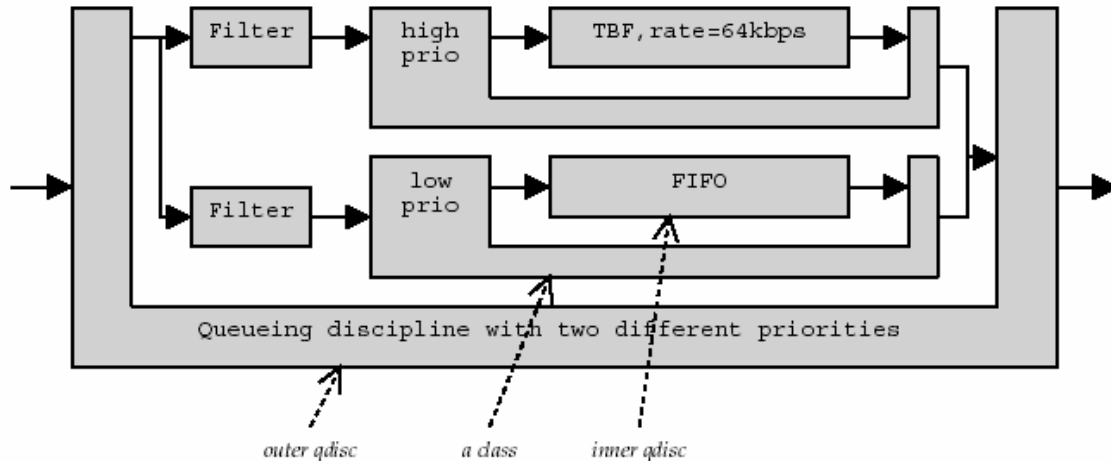 Filter
high
prio
TBF,rate=64kbps
Filter
low
prio
FIFO
Queueing discipline with two different priorities
outer qdisc
a class
inner qdisc